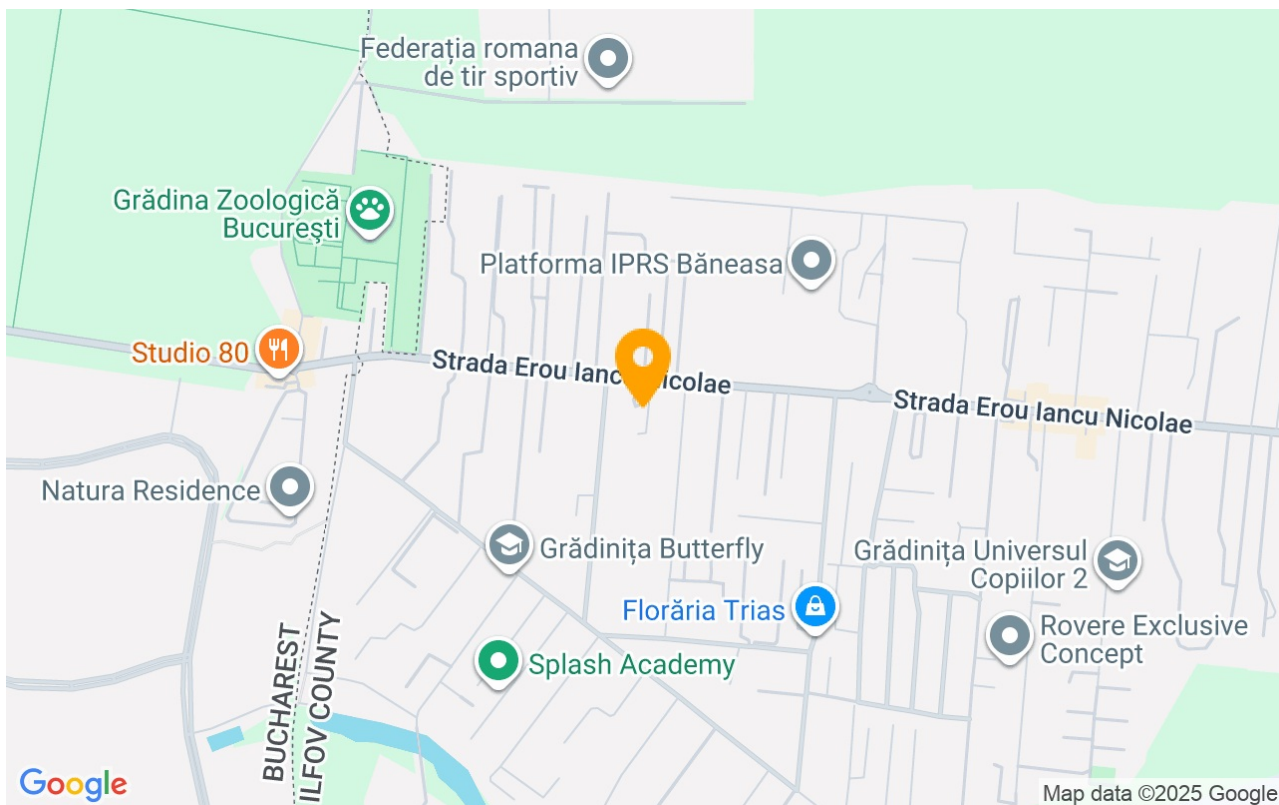 Federația romana
de tir sportiv
Grădina Zoologică
București
Platforma IPRS Băneasa
Studio 80
Strada Erou Iancu Nicolae
Strada Erou Iancu Nicolae
Natura Residence
Grădinița Butterfly
Grădinița Universul
Copiilor 2
Florăria Trias
Rovere Exclusive
Concept
Splash Academy
BUCHAREST
ILFOV COUNTY
Google
Map data ©2025 Google